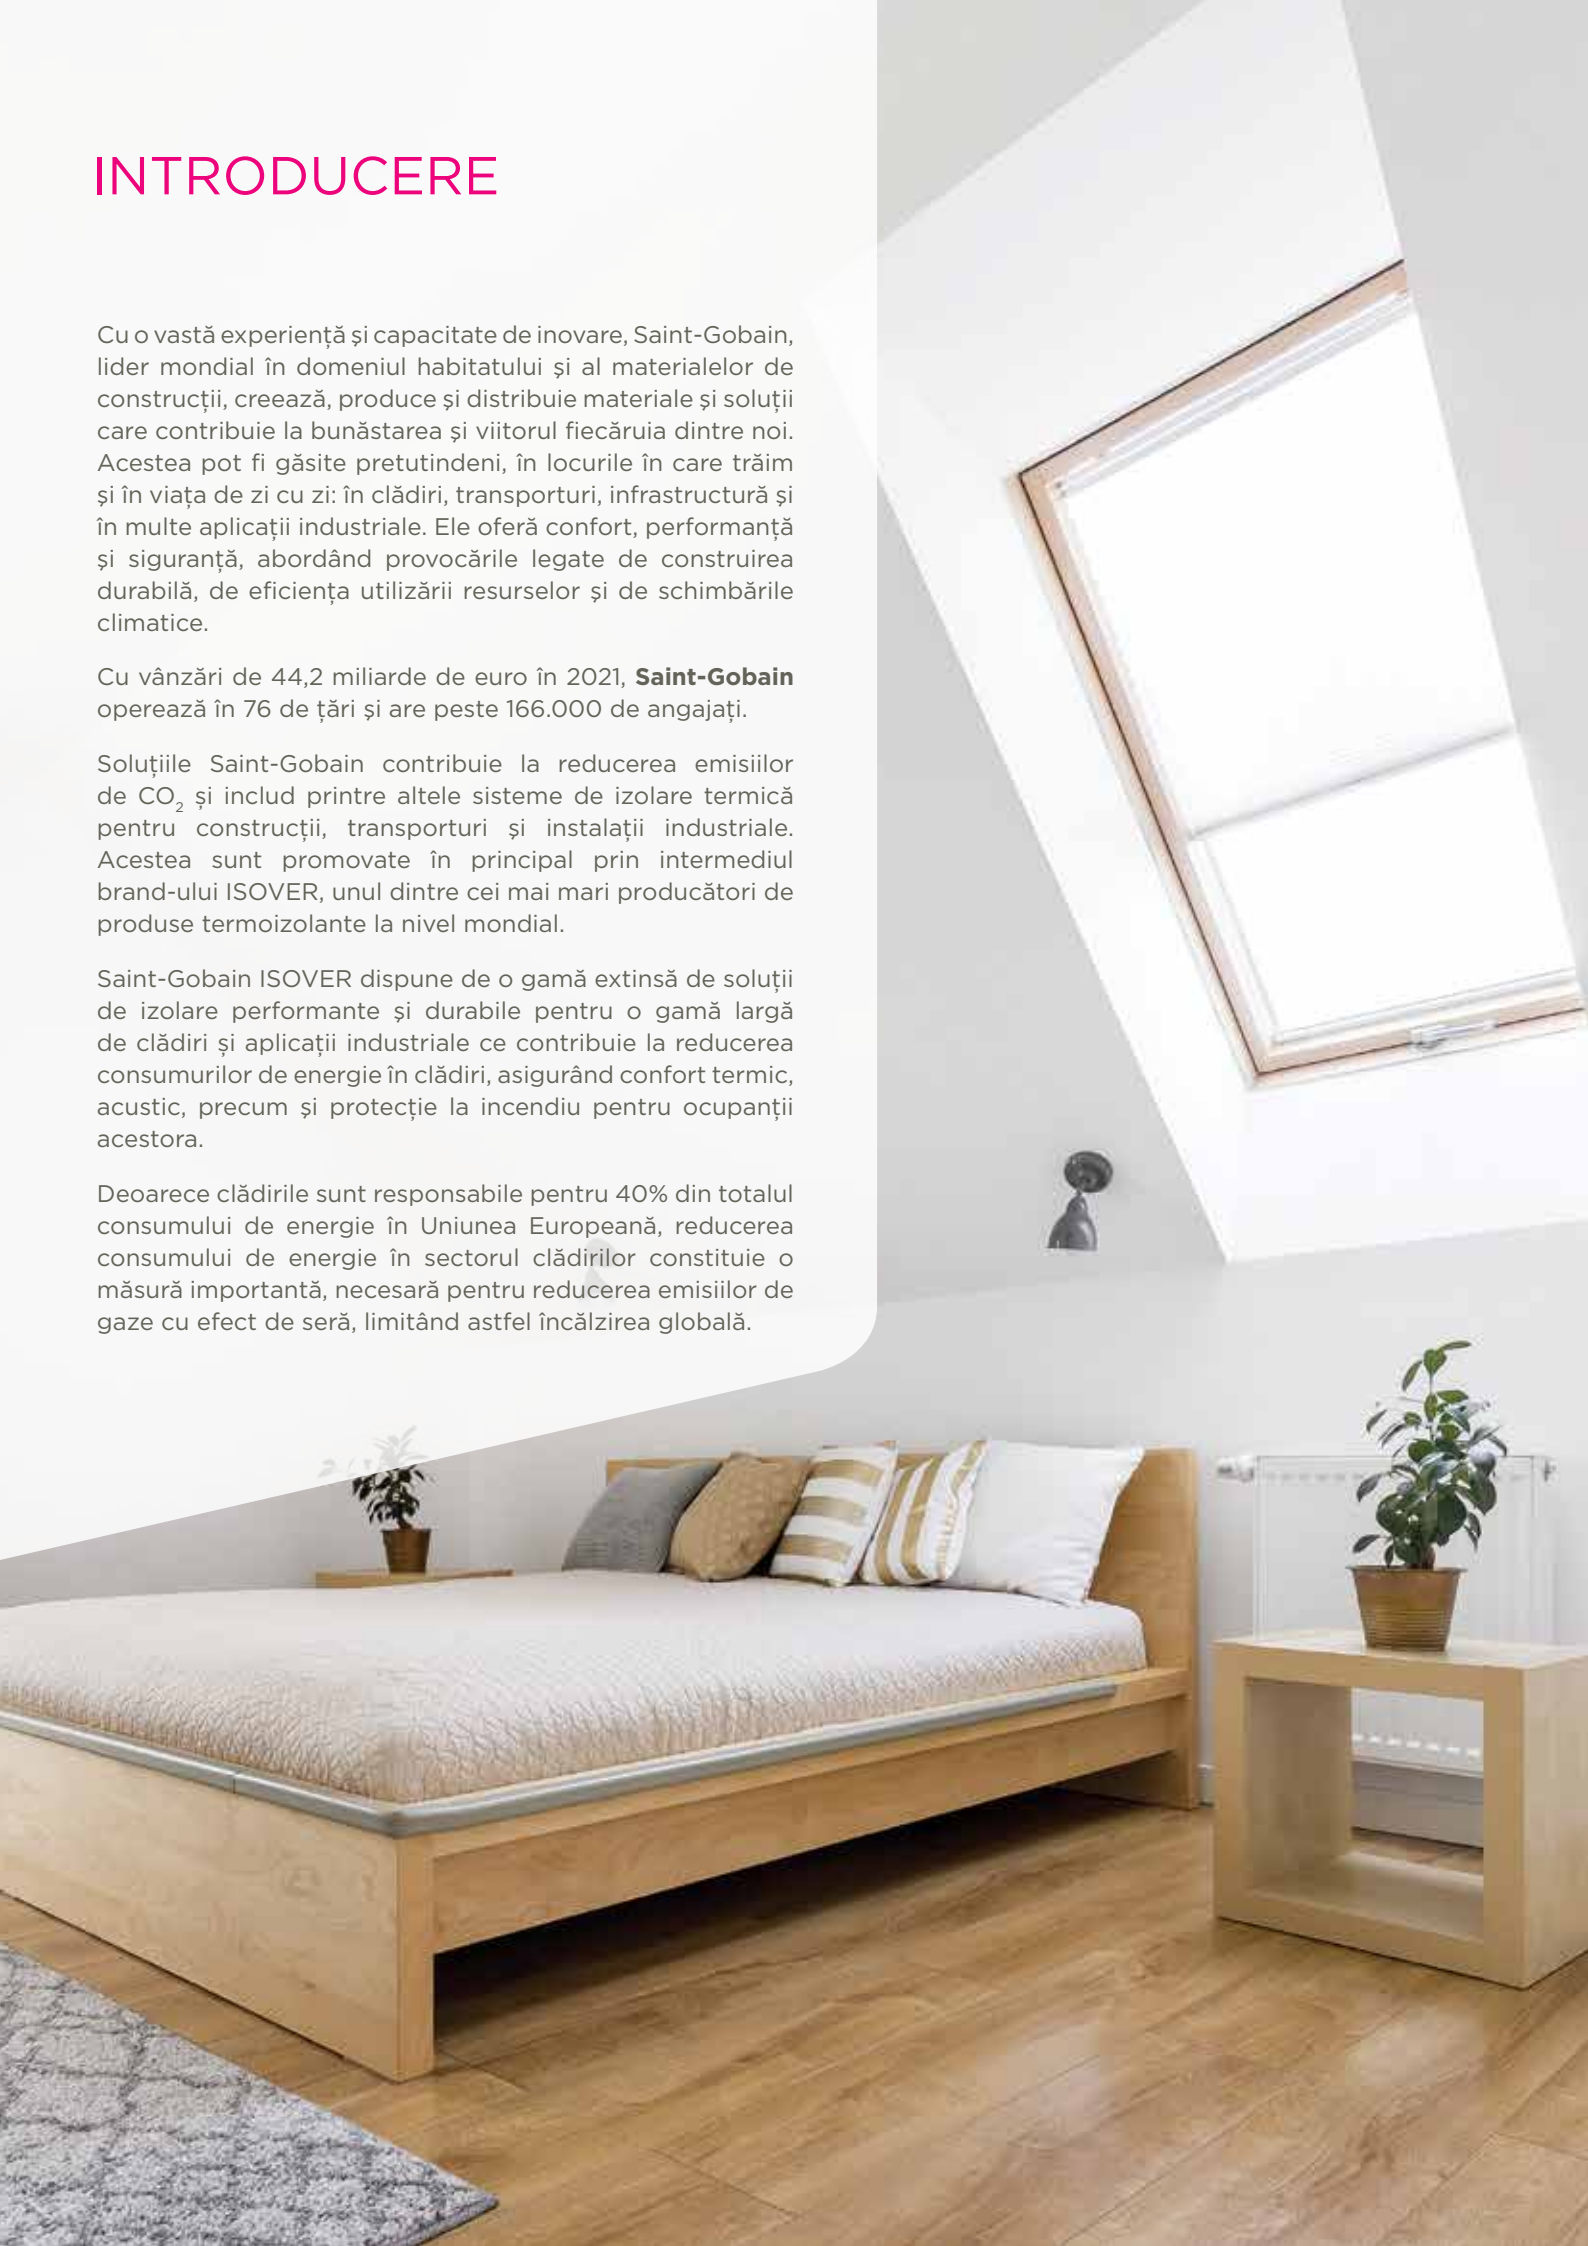 INTRODUCERE
Cu o vastă experiență și capacitate de inovare, Saint-Gobain,
lider mondial în domeniul habitatului și al materialelor de
construcții, creează, produce și distribuie materiale și soluții
care contribuie la bunăstarea și viitorul fiecăruia dintre noi.
Acestea pot fi găsite pretutindeni, în locurile în care trăim
și în viața de zi cu zi: în clădiri, transporturi, infrastructură și
în multe aplicații industriale. Ele oferă confort, performanță
și siguranță, abordând provocările legate de construirea
durabilă, de eficiența utilizării resurselor și de schimbările
climatice.
Cu vânzări de 44,2 miliarde de euro în 2021, Saint-Gobain
operează în 76 de țări și are peste 166.000 de angajați.
Soluțiile Saint-Gobain contribuie la reducerea emisiilor
de CO₂ și includ printre altele sisteme de izolare termică
pentru construcții, transporturi și instalații industriale.
Acestea sunt promovate în principal prin intermediul
brand-ului ISOVER, unul dintre cei mai mari producători de
produse termoizolante la nivel mondial.
Saint-Gobain ISOVER dispune de o gamă extinsă de soluții
de izolare performante și durabile pentru o gamă largă
de clădiri și aplicații industriale ce contribuie la reducerea
consumurilor de energie în clădiri, asigurând confort termic,
acustic, precum și protecție la incendiu pentru ocupanții
acestora.
Deoarece clădirile sunt responsabile pentru 40% din totalul
consumului de energie în Uniunea Europeană, reducerea
consumului de energie în sectorul clădirilor constituie o
măsură importantă, necesară pentru reducerea emisiilor de
gaze cu efect de seră, limitând astfel încălzirea globală.